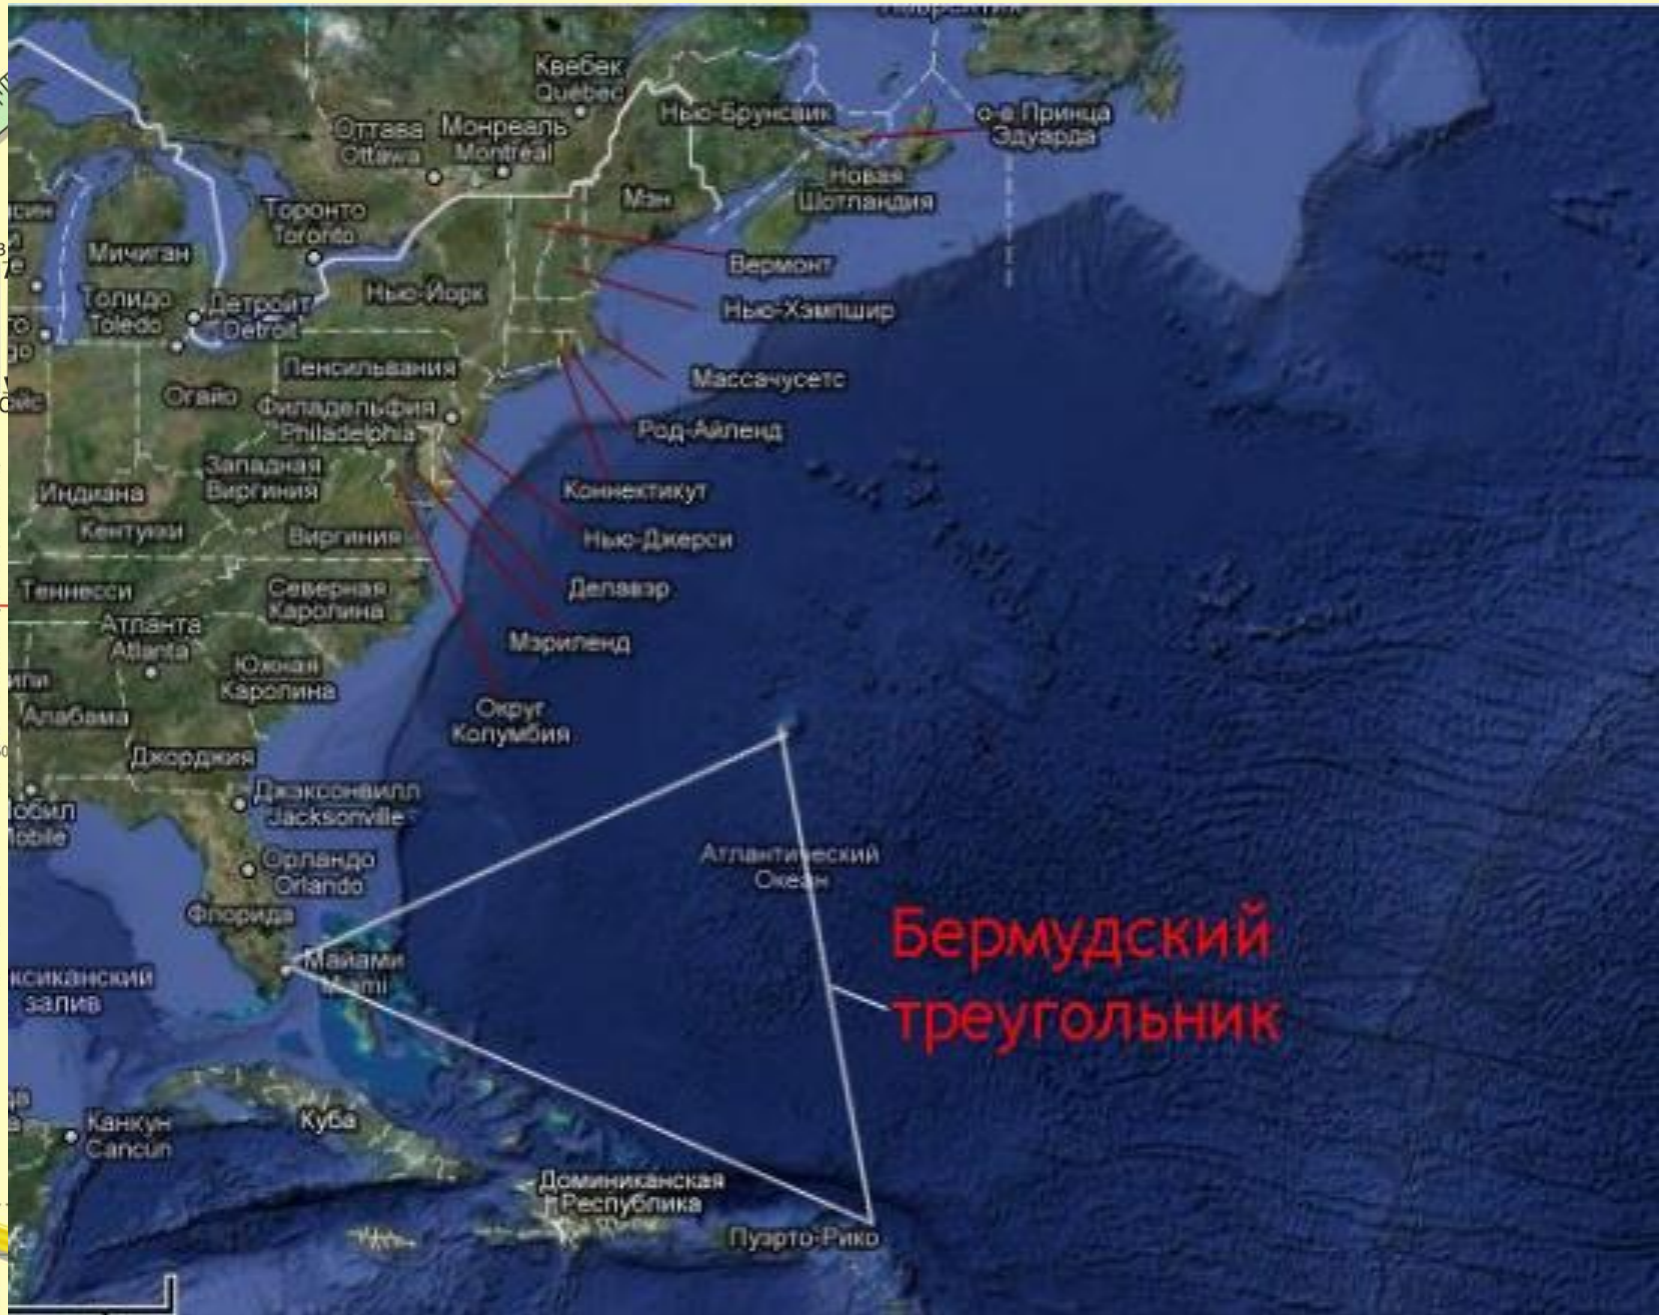 Квебек
Québec
Нью-Брунсвик
о-в Принца
Эдуарда
Оттава
Ottawa
Монреаль
Montréal
Новая
Шотландия
Мэн
Торонто
Toronto
Мичиган
Вермонт
Нью-Йорк
Нью-Хэмпшир
Толидо
Toledo
Детройт
Detroit
Пенсильвания
Массачусетс
Огайо
Филадельфия
Philadelphia
Род-Айленд
Западная
Виргиния
Индиана
Коннектикут
Кентукки
Виргиния
Нью-Джерси
Теннесси
Северная
Каролина
Делавэр
Атланта
Atlanta
Мэриленд
Южная
Каролина
Алабама
Округ
Колумбия
Джорджия
Джэксонвилл
Jacksonville
Орландо
Orlando
Атлантический
Океан
Флорида
Бермудский
треугольник
Майами
Miami
залив
Куба
Канкун
Cancún
Доминиканская
Республика
Пуэрто-Рико